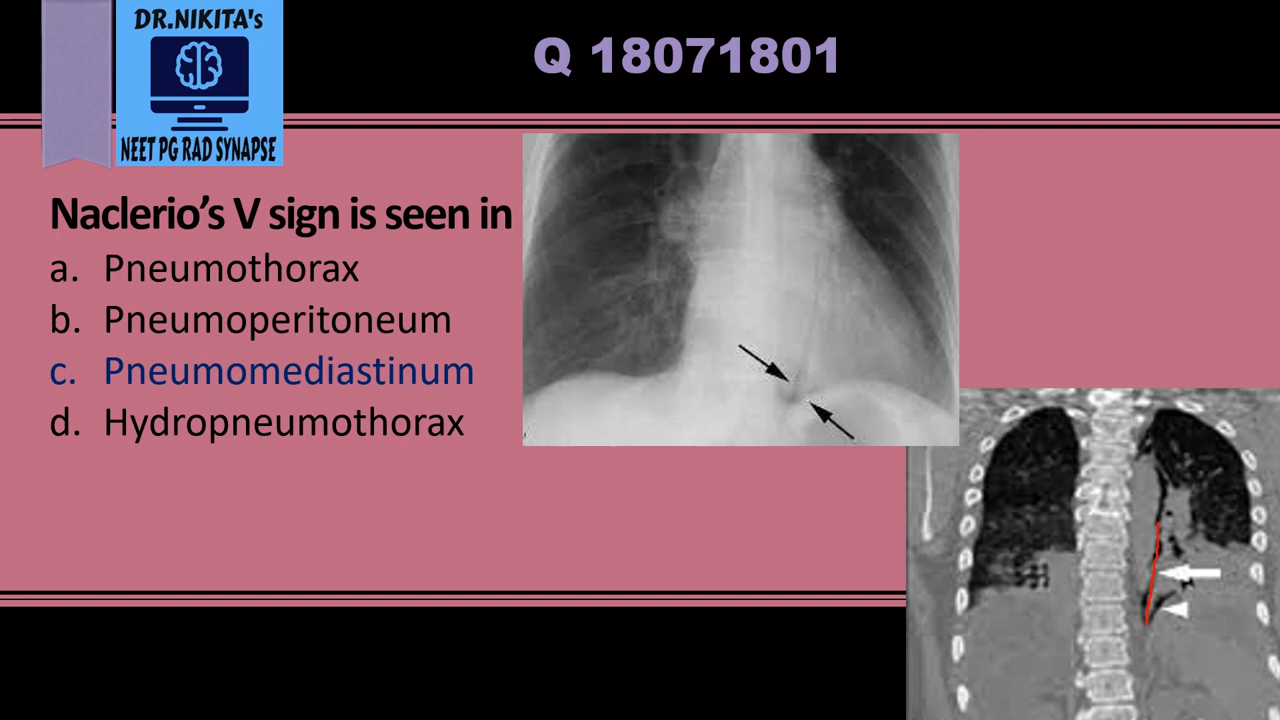 DR.NIKITA's
NEET PG RAD SYNAPSE
Q 18071801
Naclerio’s V sign is seen in
a. Pneumothorax
b. Pneumoperitoneum
c. Pneumomediastinum
d. Hydropneumothorax